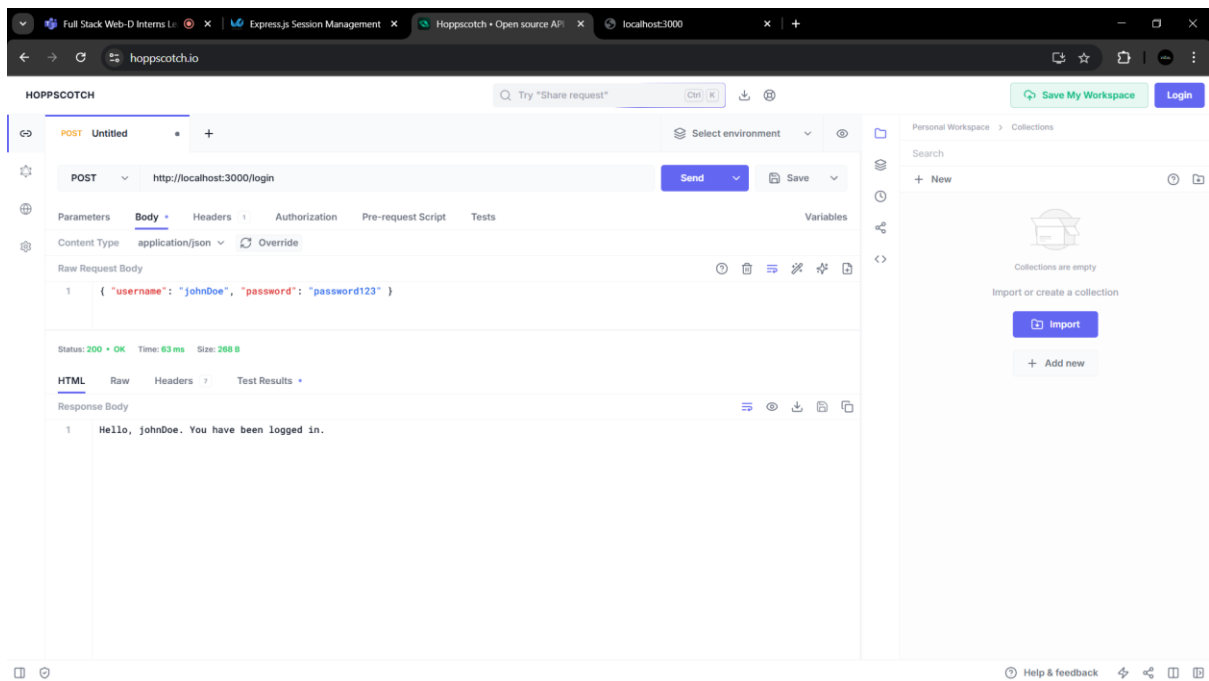 Full Stack Web-D Interns Le
Express.js Session Management
Hoppscotch • Open source API
localhost:3000
hoppscotch.io
HOPPSCOTCH
Try "Share request"
Ctrl K
Save My Workspace
Login
POST Untitled
Select environment
Personal Workspace > Collections
Search
POST
http://localhost:3000/login
Send
Save
+ New
Parameters Body • Headers 1 Authorization Pre-request Script Tests Variables
Content Type application/json Override
Raw Request Body
1 { "username": "johnDoe", "password": "password123" }
Collections are empty
Import or create a collection
Import
+ Add new
Status: 200 • OK Time: 63 ms Size: 268 B
HTML Raw Headers 7 Test Results •
Response Body
1 Hello, johnDoe. You have been logged in.
Help & feedback